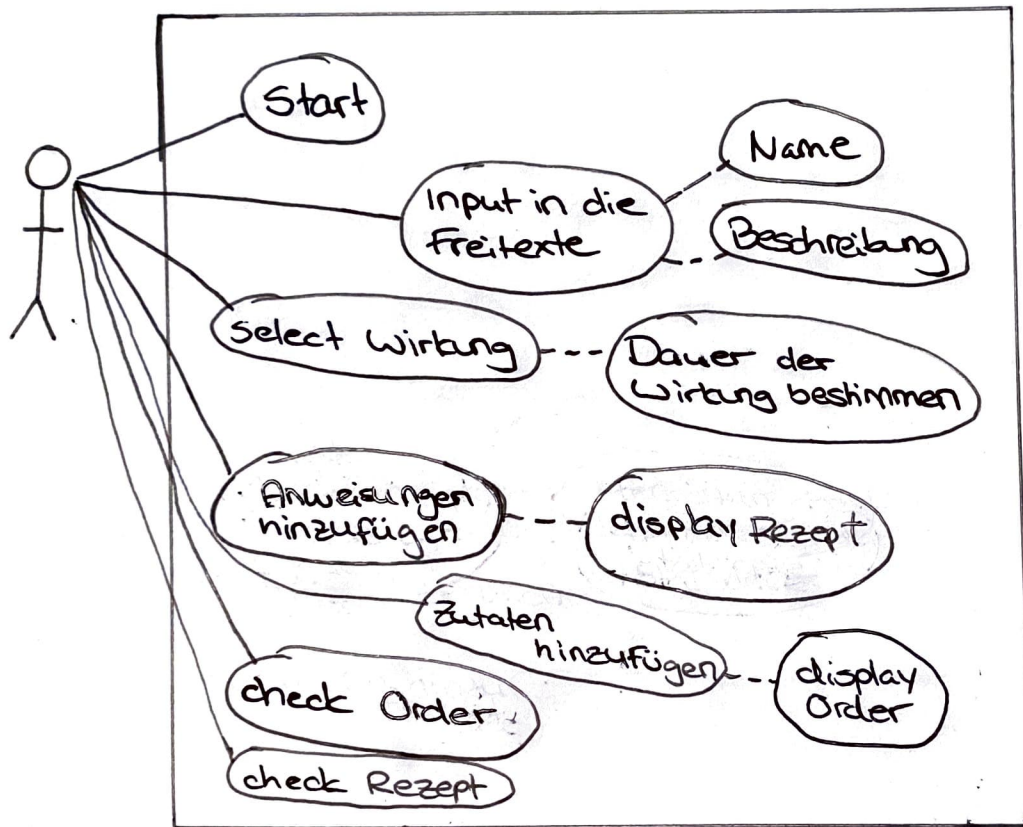 Start
Name
Input in die
Freitexte
Beschreibung
select Wirkung
Dauer der
Wirkung bestimmen
Anweisungen
hinzufügen
display Rezept
Zutaten
hinzufügen
display
Order
check Order
check Rezept